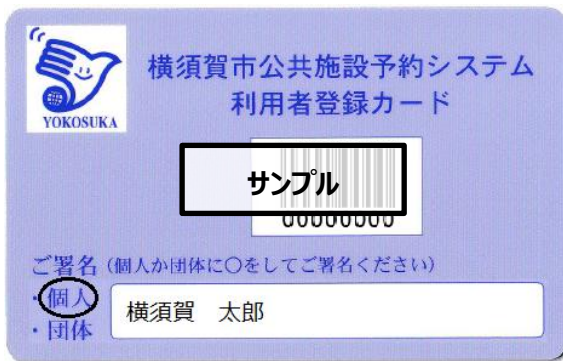 横須賀市公共施設予約システム
利用者登録カード
YOKOSUKA
サンプル
ご署名(個人か団体に○をしてご署名ください)
・個人
横須賀 太郎
・団体